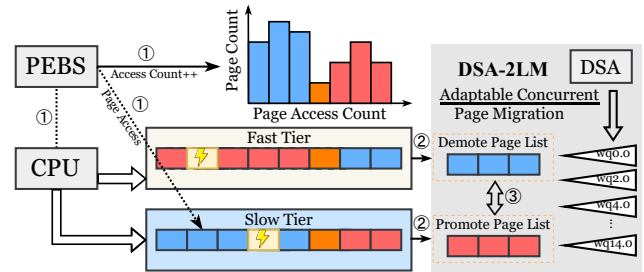 PEBS
①
Access Count++
①
Page Access
①
CPU
Page Count
Page Access Count
DSA-2LM
DSA
Adaptable Concurrent
Page Migration
Fast Tier
②
Demote Page List
wq0.0
wq2.0
③
wq4.0
...
Slow Tier
②
Promote Page List
wq14.0